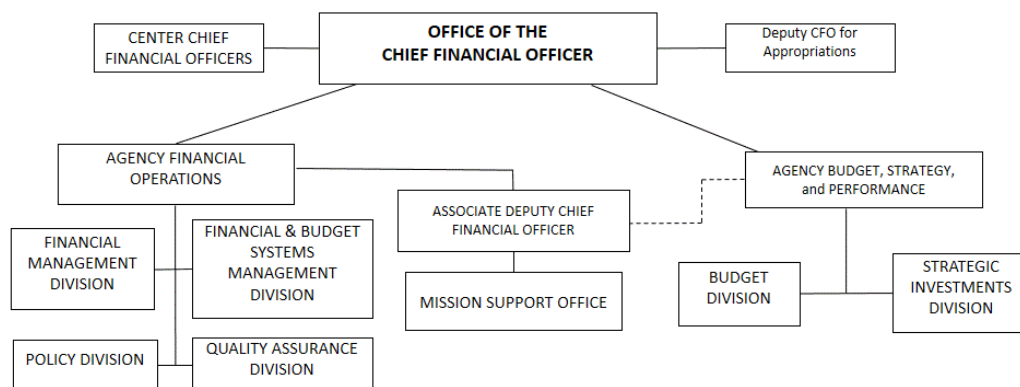 CENTER CHIEF
FINANCIAL OFFICERS
OFFICE OF THE
CHIEF FINANCIAL OFFICER
Deputy CFO for
Appropriations
AGENCY FINANCIAL
OPERATIONS
AGENCY BUDGET, STRATEGY,
and PERFORMANCE
ASSOCIATE DEPUTY CHIEF
FINANCIAL OFFICER
FINANCIAL
MANAGEMENT
DIVISION
FINANCIAL & BUDGET
SYSTEMS
MANAGEMENT
DIVISION
MISSION SUPPORT OFFICE
BUDGET
DIVISION
STRATEGIC
INVESTMENTS
DIVISION
POLICY DIVISION
QUALITY ASSURANCE
DIVISION